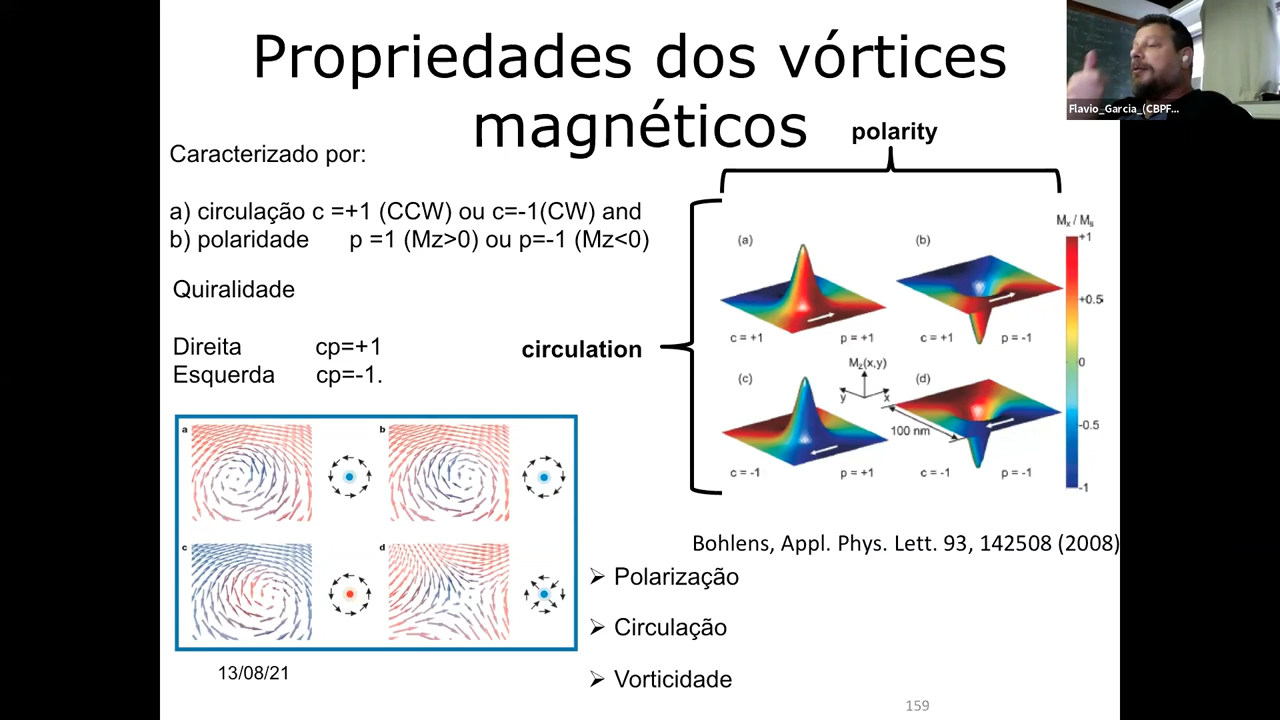 Propriedades dos vórtices
magnéticos
Flavio_Garcia_(CBPF...
Caracterizado por:
a) circulação c =+1 (CCW) ou c=-1(CW) and
b) polaridade p =1 (Mz>0) ou p=-1 (Mz<0)
Quiralidade
Direita cp=+1
Esquerda cp=-1.
polarity
circulation
Mx / Ms
(a)
(b)
c = +1 p = +1
c = +1 p = -1
Mz(x,y)
y x
(c)
(d)
100 nm
c = -1 p = +1
c = -1 p = -1
+1
+0.5
0
-0.5
-1
Bohlens, Appl. Phys. Lett. 93, 142508 (2008)
a
b
c
d
➢ Polarização
➢ Circulação
➢ Vorticidade
13/08/21
159